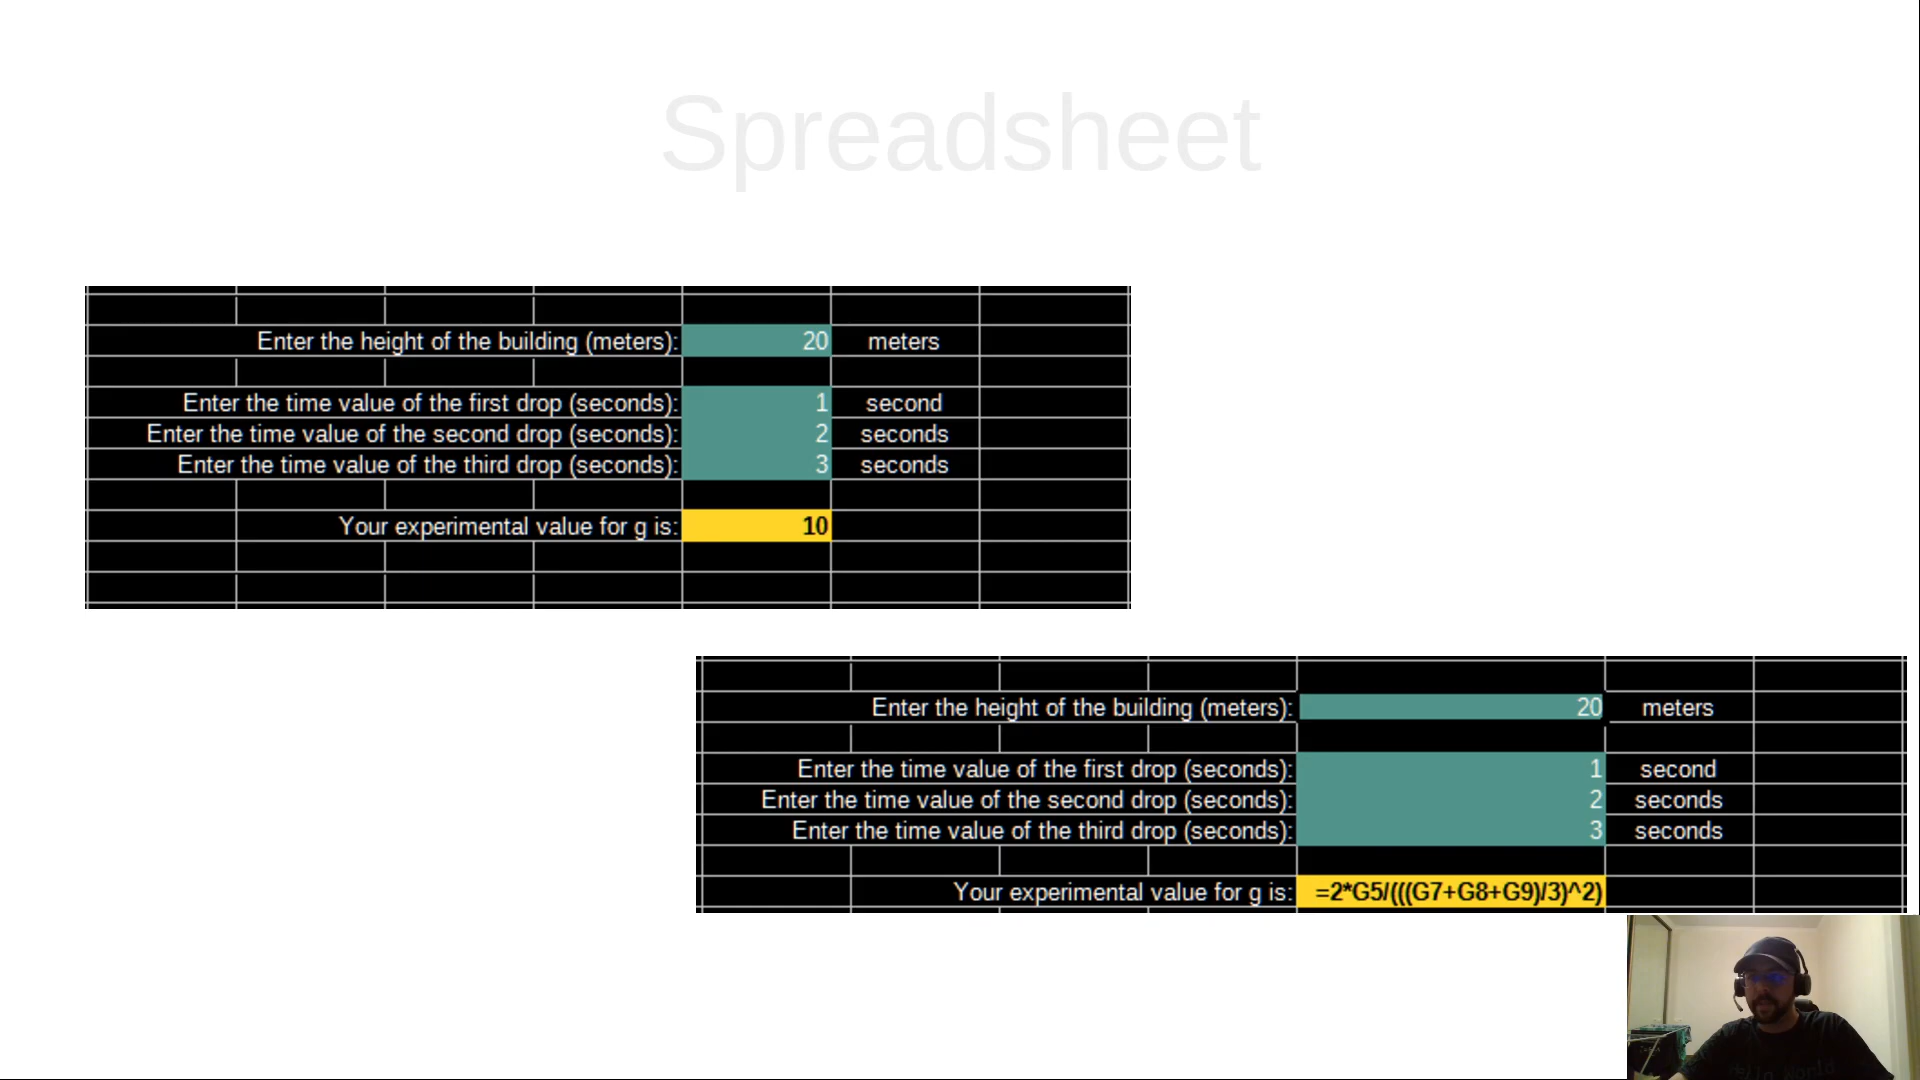 Spreadsheet
Enter the height of the building (meters): 20 meters
Enter the time value of the first drop (seconds): 1 second
Enter the time value of the second drop (seconds): 2 seconds
Enter the time value of the third drop (seconds): 3 seconds
Your experimental value for g is: 10
Enter the height of the building (meters): 20 meters
Enter the time value of the first drop (seconds): 1 second
Enter the time value of the second drop (seconds): 2 seconds
Enter the time value of the third drop (seconds): 3 seconds
Your experimental value for g is: =2*G5/(((G7+G8+G9)/3)^2)